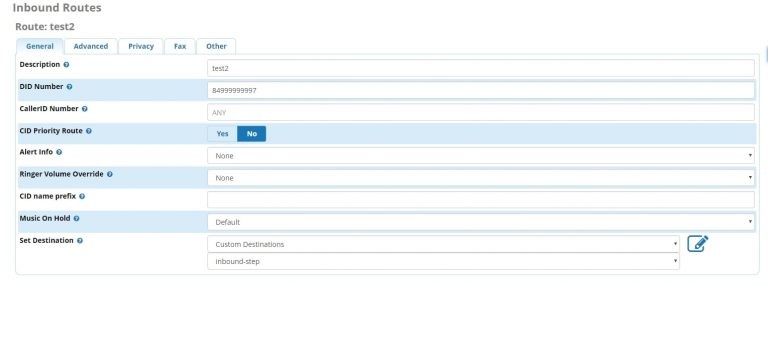 Inbound Routes
Route: test2
General Advanced Privacy Fax Other
Description
test2
DID Number
84999999997
CallerID Number
ANY
CID Priority Route
Yes No
Alert Info
None
Ringer Volume Override
None
CID name prefix
Music On Hold
Default
Set Destination
Custom Destinations
inbound-step